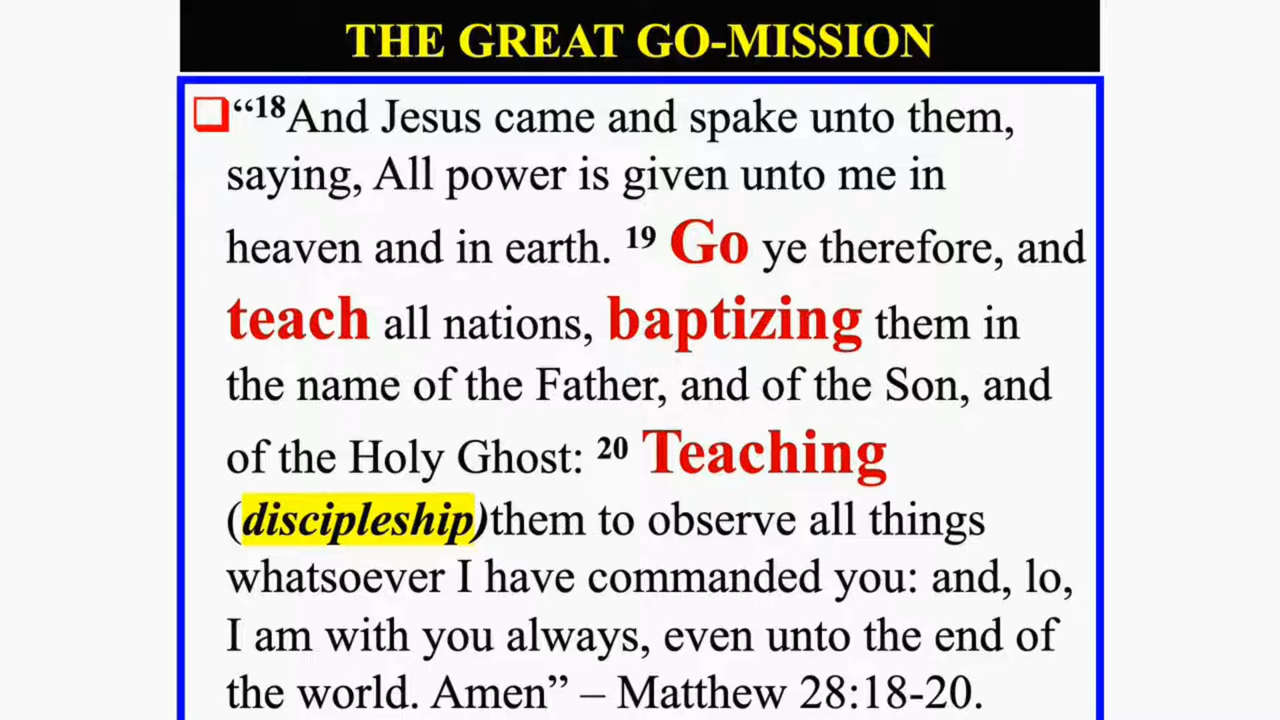 THE GREAT GO-MISSION
“18And Jesus came and spake unto them,
saying, All power is given unto me in
heaven and in earth. 19 Go ye therefore, and
teach all nations, baptizing them in
the name of the Father, and of the Son, and
of the Holy Ghost: 20 Teaching
(discipleship)them to observe all things
whatsoever I have commanded you: and, lo,
I am with you always, even unto the end of
the world. Amen” – Matthew 28:18-20.